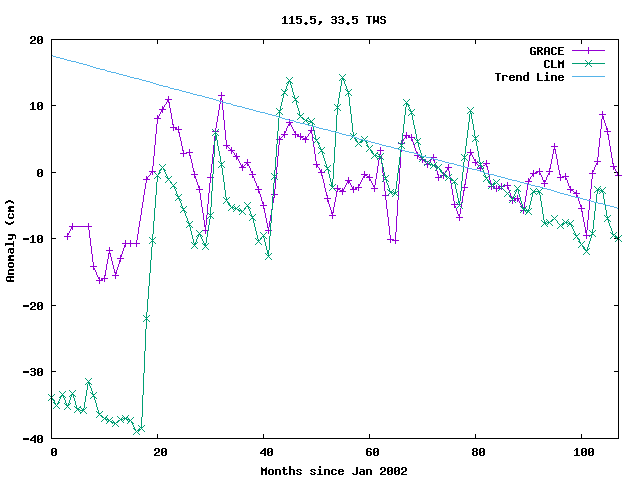 115.5, 33.5 TWS
GRACE
CLM
Trend Line
20
10
0
-10
-20
-30
-40
Anomaly (cm)
0 20 40 60 80 100
Months since Jan 2002